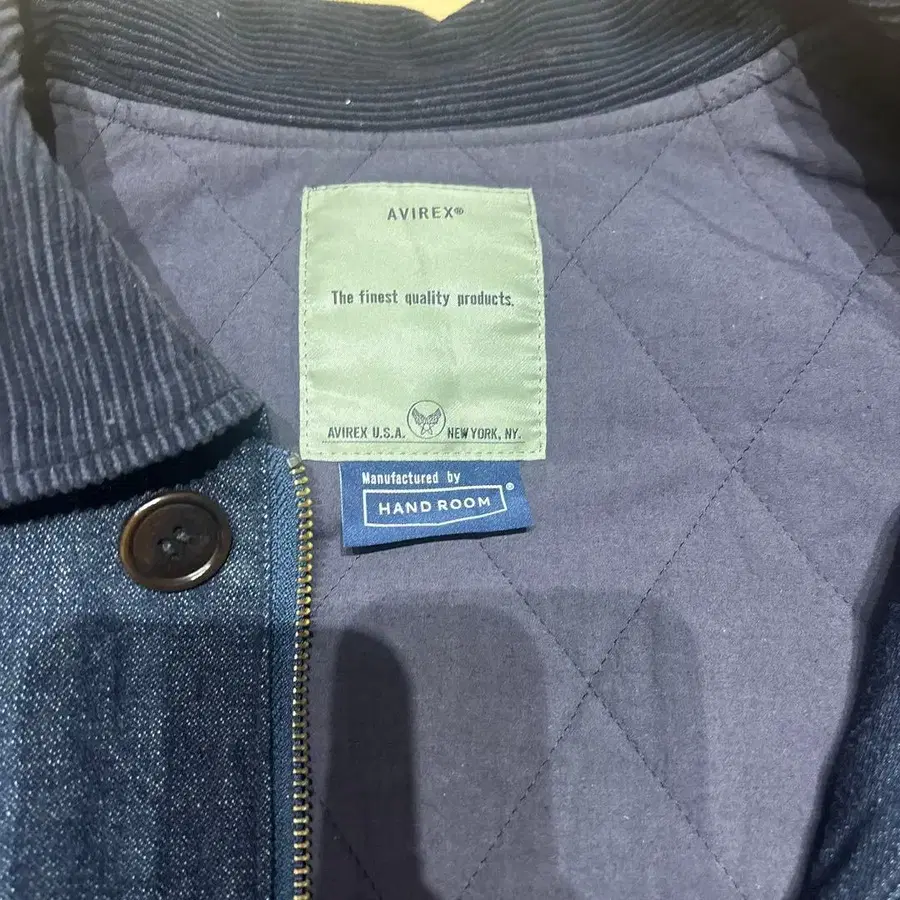 AVIREX®
The finest quality products.
AVIREX U.S.A. NEW YORK, NY.
Manufactured by
HAND ROOM®